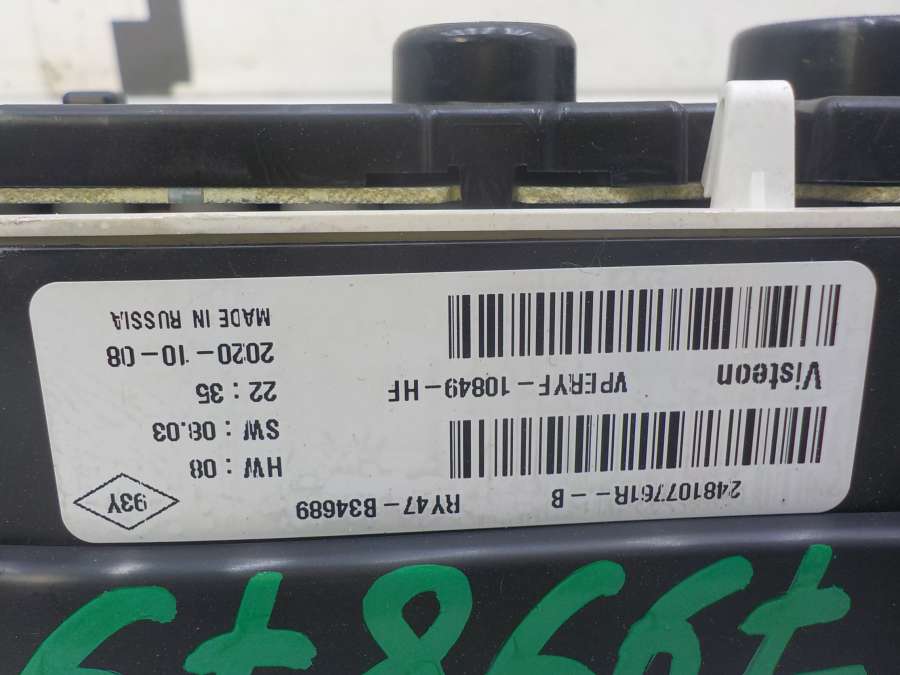 248107761R--B RY47-B34689 93Y
HW : 08
SW : 08.03
Visteon VPERYF-10849-HF
22 : 35
2020-10-08
MADE IN RUSSIA